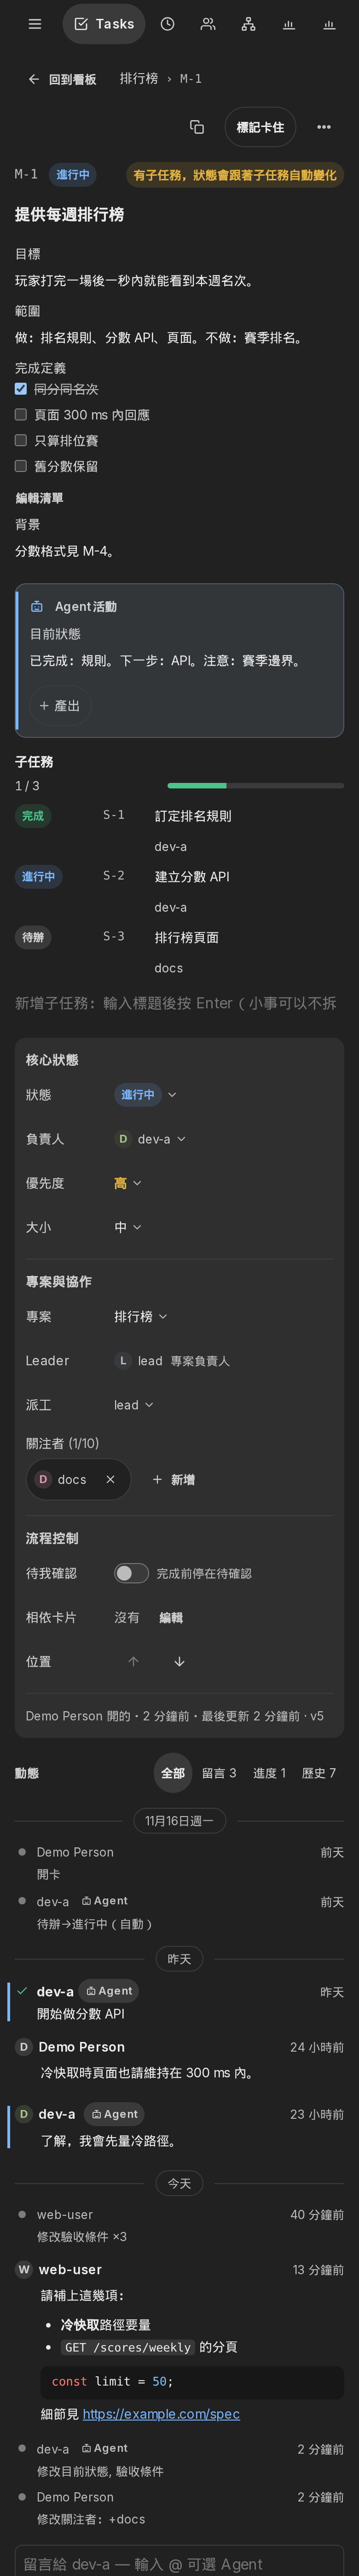 Tasks
回到看板 排行榜 › M-1
標記卡住
M-1 進行中 有子任務，狀態會跟著子任務自動變化
提供每週排行榜
目標
玩家打完一場後一秒內就能看到本週名次。
範圍
做：排名規則、分數 API、頁面。不做：賽季排名。
完成定義
同分同名次
頁面 300 ms 內回應
只算排位賽
舊分數保留
編輯清單
背景
分數格式見 M-4。
Agent 活動
目前狀態
已完成：規則。下一步：API。注意：賽季邊界。
+ 產出
子任務
1 / 3
完成 S-1 訂定排名規則
dev-a
進行中 S-2 建立分數 API
dev-a
待辦 S-3 排行榜頁面
docs
新增子任務：輸入標題後按 Enter（小事可以不拆
核心狀態
狀態 進行中
負責人 D dev-a
優先度 高
大小 中
專案與協作
專案 排行榜
Leader L lead 專案負責人
派工 lead
關注者 (1/10)
D docs × + 新增
流程控制
待我確認 完成前停在待確認
相依卡片 沒有 編輯
位置 ↑ ↓
Demo Person 開的・2 分鐘前・最後更新 2 分鐘前 · v5
動態 全部 留言 3 進度 1 歷史 7
11月16日週一
Demo Person 前天
開卡
dev-a Agent 前天
待辦→進行中（自動）
昨天
dev-a Agent 昨天
開始做分數 API
D Demo Person 24 小時前
冷快取時頁面也請維持在 300 ms 內。
D dev-a Agent 23 小時前
了解，我會先量冷路徑。
今天
web-user 40 分鐘前
修改驗收條件 ×3
W web-user 13 分鐘前
請補上這幾項：
• 冷快取路徑要量
• GET /scores/weekly 的分頁
const limit = 50;
細節見 https://example.com/spec
dev-a Agent 2 分鐘前
修改目前狀態, 驗收條件
Demo Person 2 分鐘前
修改關注者：+docs
留言給 dev-a — 輸入 @ 可選 Agent